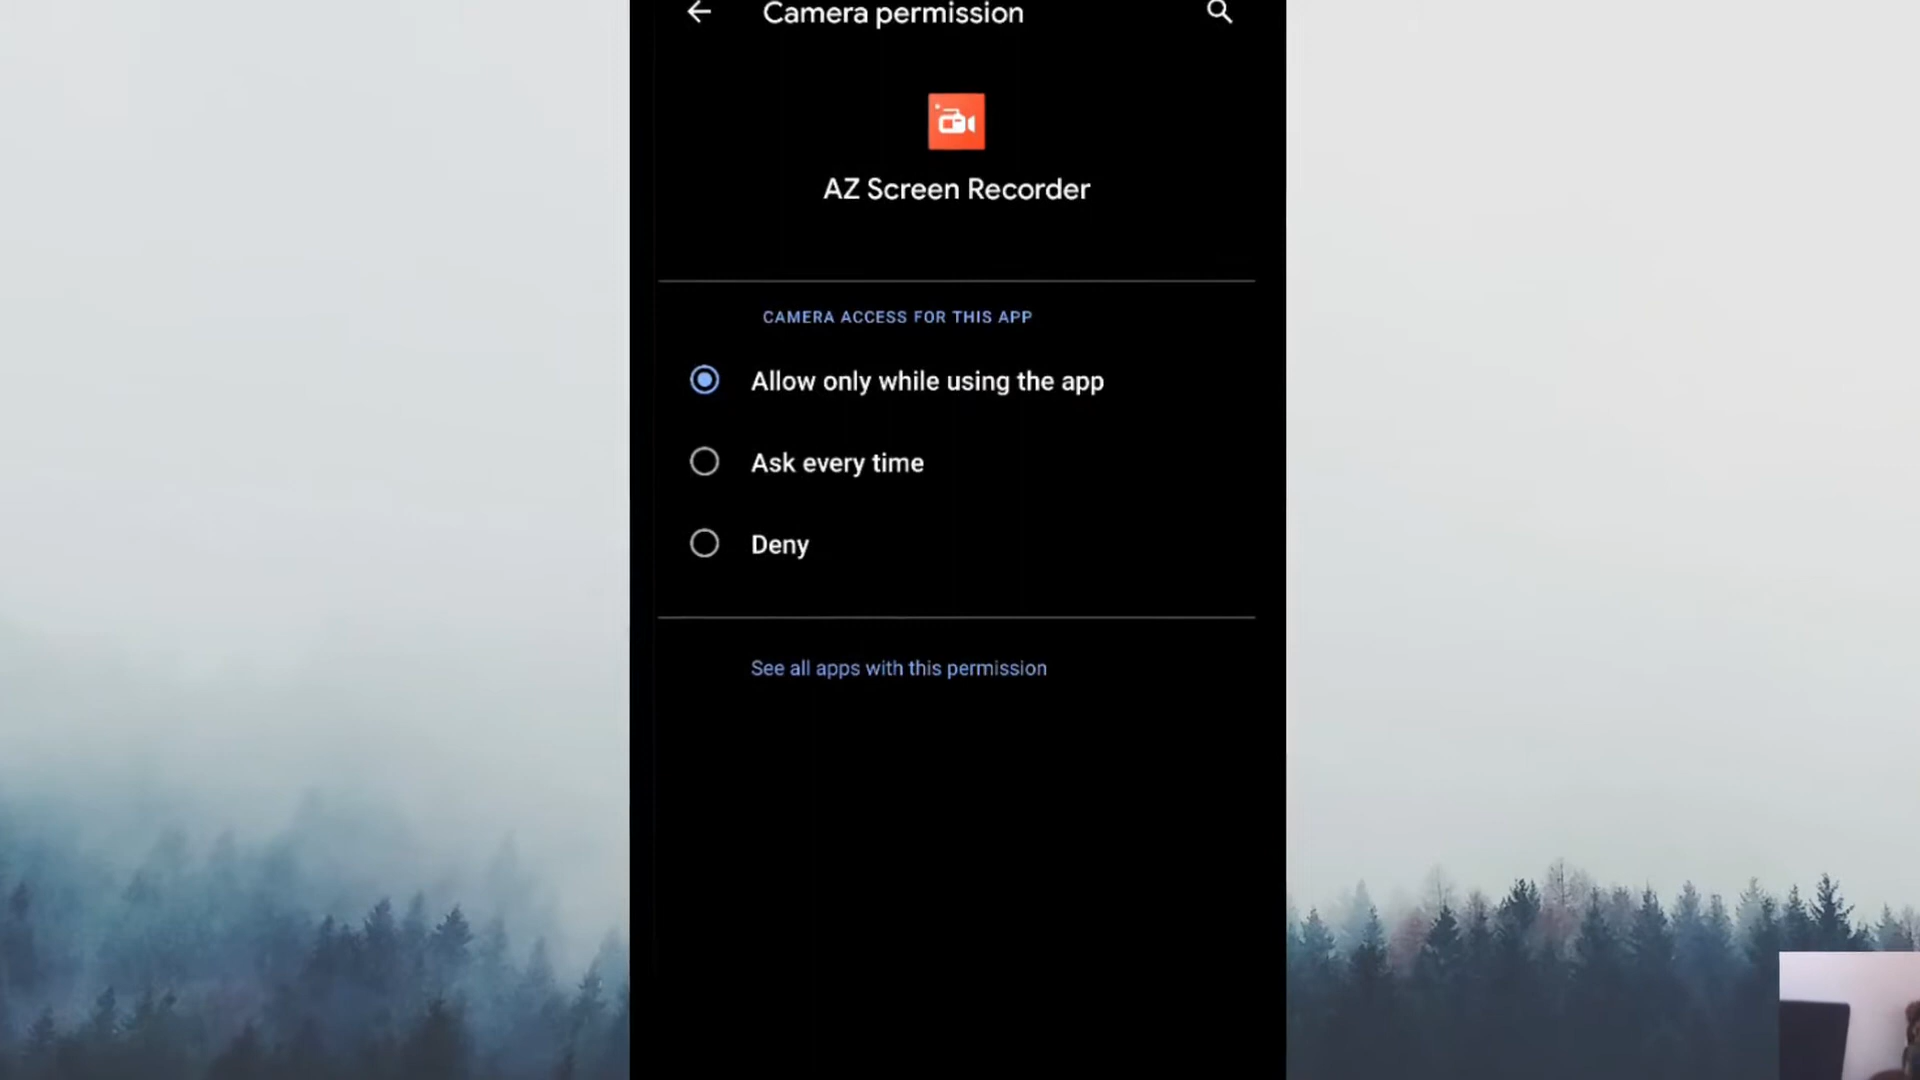 Camera permission
AZ Screen Recorder
CAMERA ACCESS FOR THIS APP
Allow only while using the app
Ask every time
Deny
See all apps with this permission